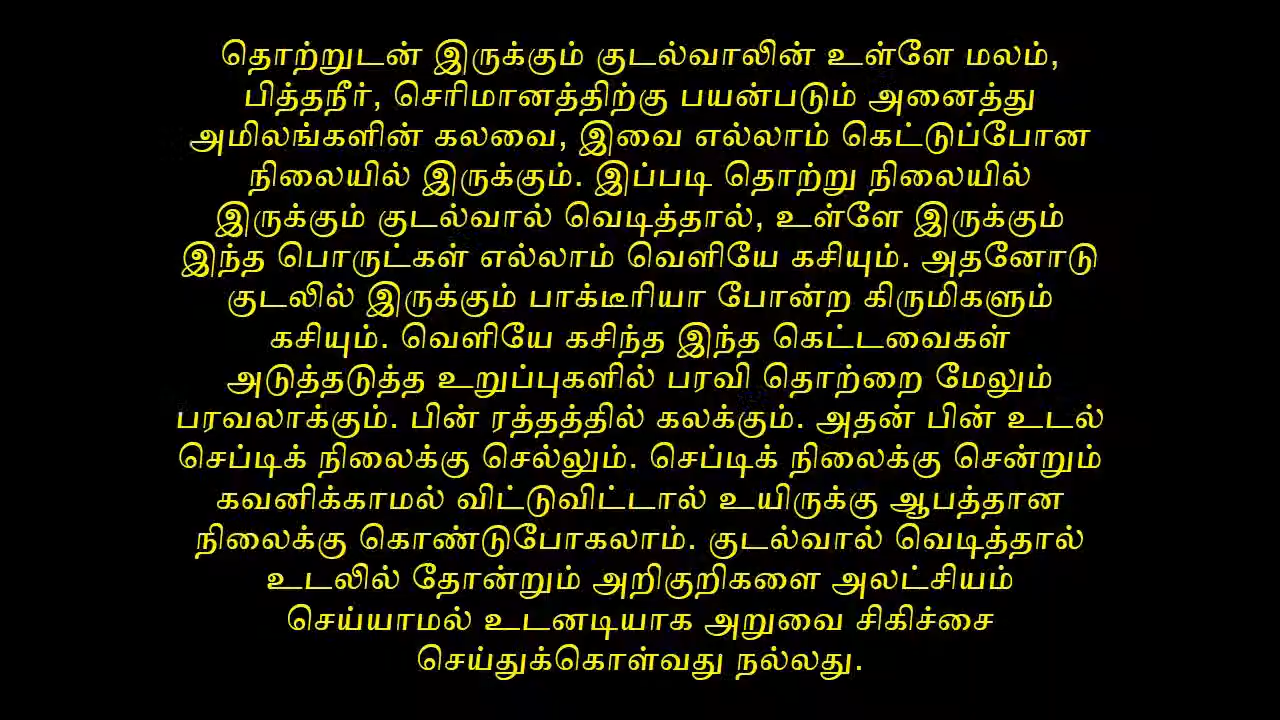 தொற்றுடன் இருக்கும் குடல்வாலின் உள்ளே மலம்,
பித்தநீர், செரிமானத்திற்கு பயன்படும் அனைத்து
அமிலங்களின் கலவை, இவை எல்லாம் கெட்டுப்போன
நிலையில் இருக்கும். இப்படி தொற்று நிலையில்
இருக்கும் குடல்வால் வெடித்தால், உள்ளே இருக்கும்
இந்த பொருட்கள் எல்லாம் வெளியே கசியும். அதனோடு
குடலில் இருக்கும் பாக்டீரியா போன்ற கிருமிகளும்
கசியும். வெளியே கசிந்த இந்த கெட்டவைகள்
அடுத்தடுத்த உறுப்புகளில் பரவி தொற்றை மேலும்
பரவலாக்கும். பின் ரத்தத்தில் கலக்கும். அதன் பின் உடல்
செப்டிக் நிலைக்கு செல்லும். செப்டிக் நிலைக்கு சென்றும்
கவனிக்காமல் விட்டுவிட்டால் உயிருக்கு ஆபத்தான
நிலைக்கு கொண்டுபோகலாம். குடல்வால் வெடித்தால்
உடலில் தோன்றும் அறிகுறிகளை அலட்சியம்
செய்யாமல் உடனடியாக அறுவை சிகிச்சை
செய்துக்கொள்வது நல்லது.